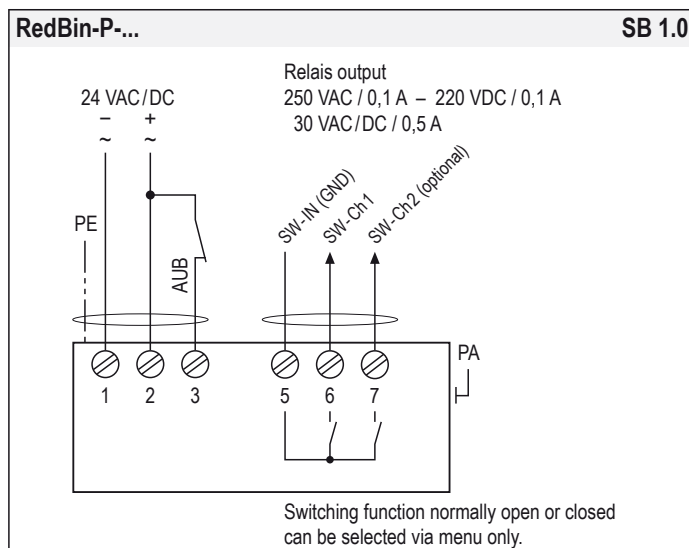 RedBin-P-... SB 1.0
Relais output
24 VAC/DC 250 VAC / 0,1 A – 220 VDC / 0,1 A
– + 30 VAC/DC / 0,5 A
~ ~
PE
AUB
SW-IN (GND)
SW-Ch1
SW-Ch2 (optional)
PA
1 2 3 5 6 7
Switching function normally open or closed
can be selected via menu only.